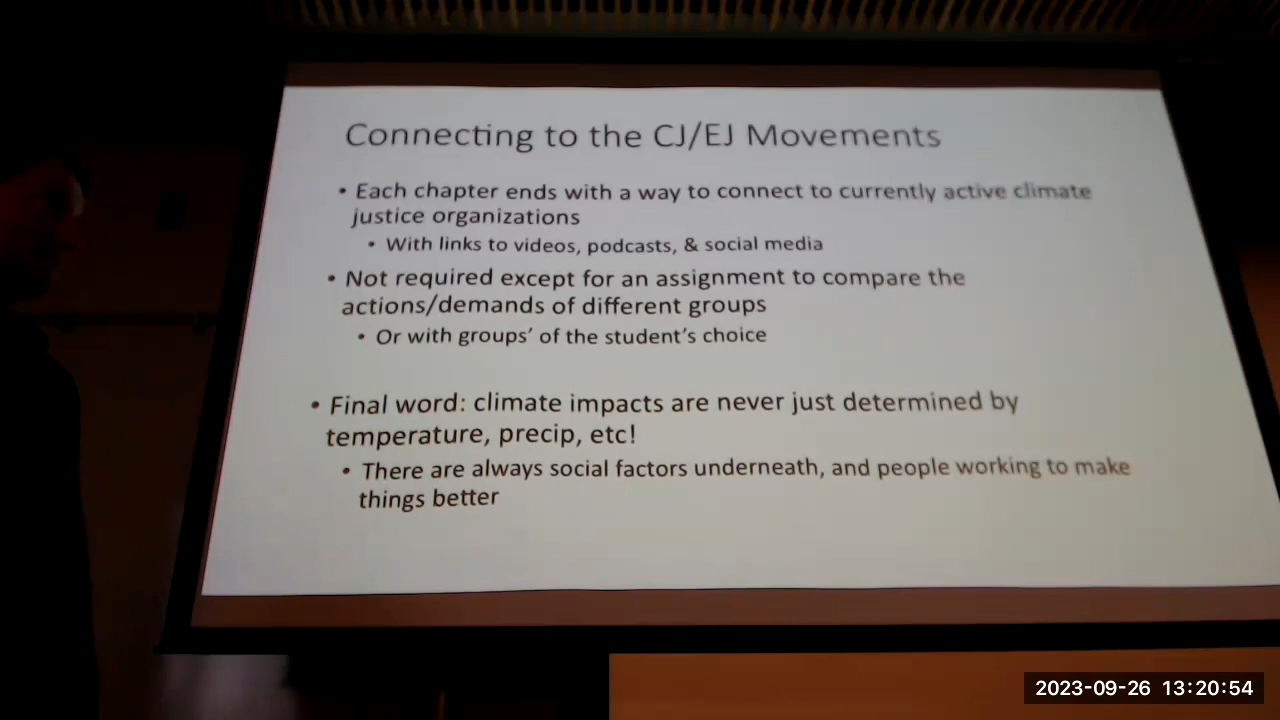 Connecting to the CJ/EJ Movements
• Each chapter ends with a way to connect to currently active climate
justice organizations
• With links to videos, podcasts, & social media
• Not required except for an assignment to compare the
actions/demands of different groups
• Or with groups’ of the student’s choice
• Final word: climate impacts are never just determined by
temperature, precip, etc!
• There are always social factors underneath, and people working to make
things better
2023-09-26 13:20:54